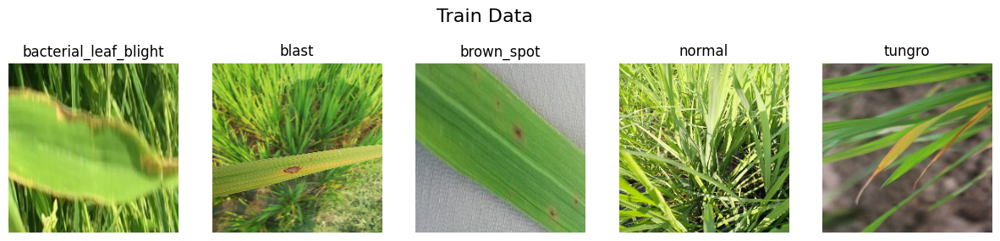 Train Data
bacterial_leaf_blight
blast
brown_spot
normal
tungro